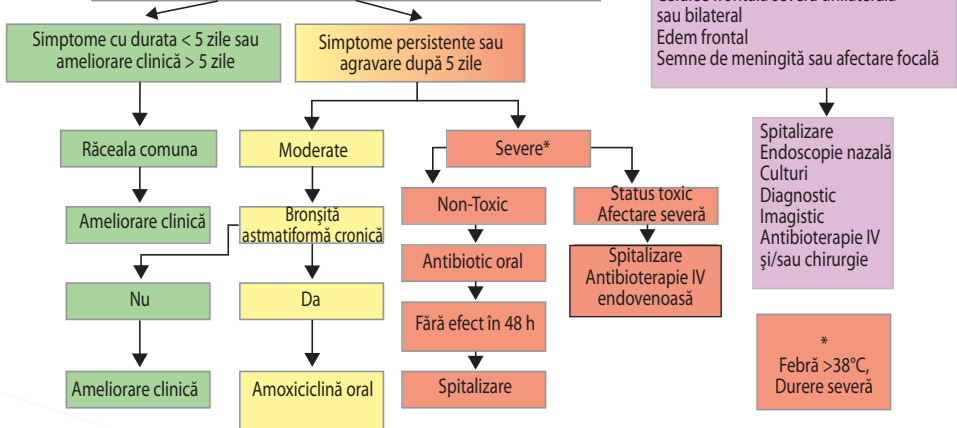 sau bilateral
Edem frontal
Semne de meningită sau afectare focală
Simptome cu durata < 5 zile sau
ameliorare clinică > 5 zile
Simptome persistente sau
agravare după 5 zile
Răceala comuna
Moderate
Severe*
Spitalizare
Endoscopie nazală
Culturi
Diagnostic
Imagistic
Antibioterapie IV
şi/sau chirurgie
Ameliorare clinică
Bronşită
astmatiformă cronică
Non-Toxic
Status toxic
Afectare severă
Antibiotic oral
Spitalizare
Antibioterapie IV
endovenoasă
Nu
Da
Fără efect în 48 h
*
Febră >38°C,
Durere severă
Ameliorare clinică
Amoxiciclină oral
Spitalizare